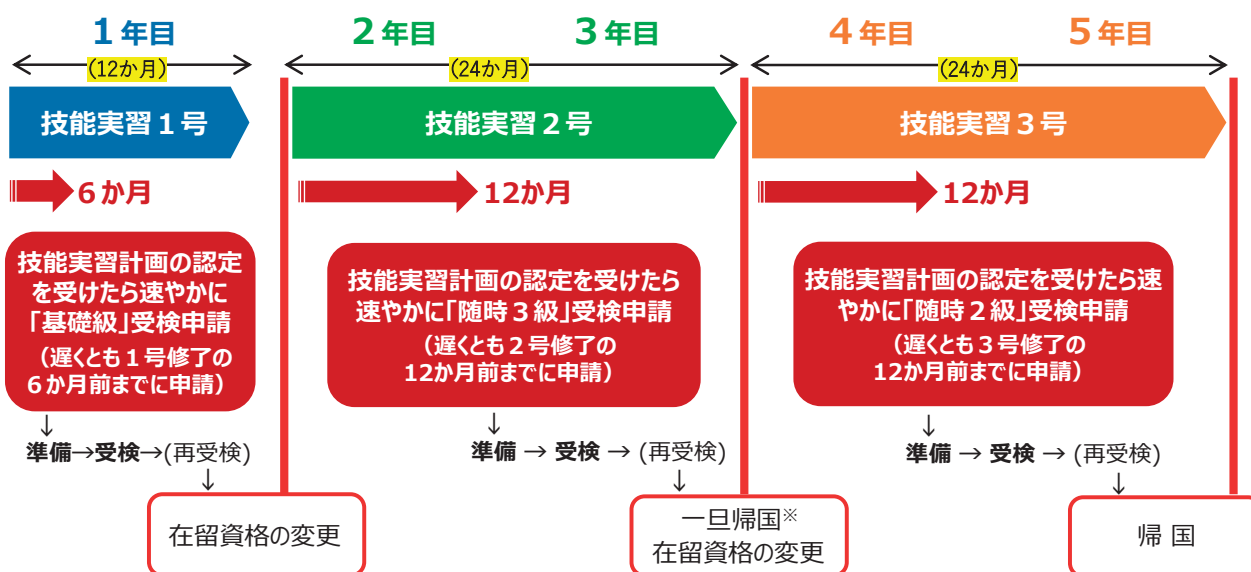 1年目
2年目
3年目
4年目
5年目
(12か月)
(24か月)
(24か月)
技能実習1号
技能実習2号
技能実習3号
6か月
12か月
12か月
技能実習計画の認定
を受けたら速やかに
「基礎級」受検申請
（遅くとも1号修了の
6か月前までに申請）
技能実習計画の認定を受けたら
速やかに「随時3級」受検申請
（遅くとも2号修了の
12か月前までに申請）
技能実習計画の認定を受けたら速
やかに「随時2級」受検申請
（遅くとも3号修了の
12か月前までに申請）
↓
準備→受検→(再受検)
↓
在留資格の変更
↓
準備 → 受検 → (再受検)
↓
一旦帰国※
在留資格の変更
↓
準備 → 受検 → (再受検)
↓
帰 国